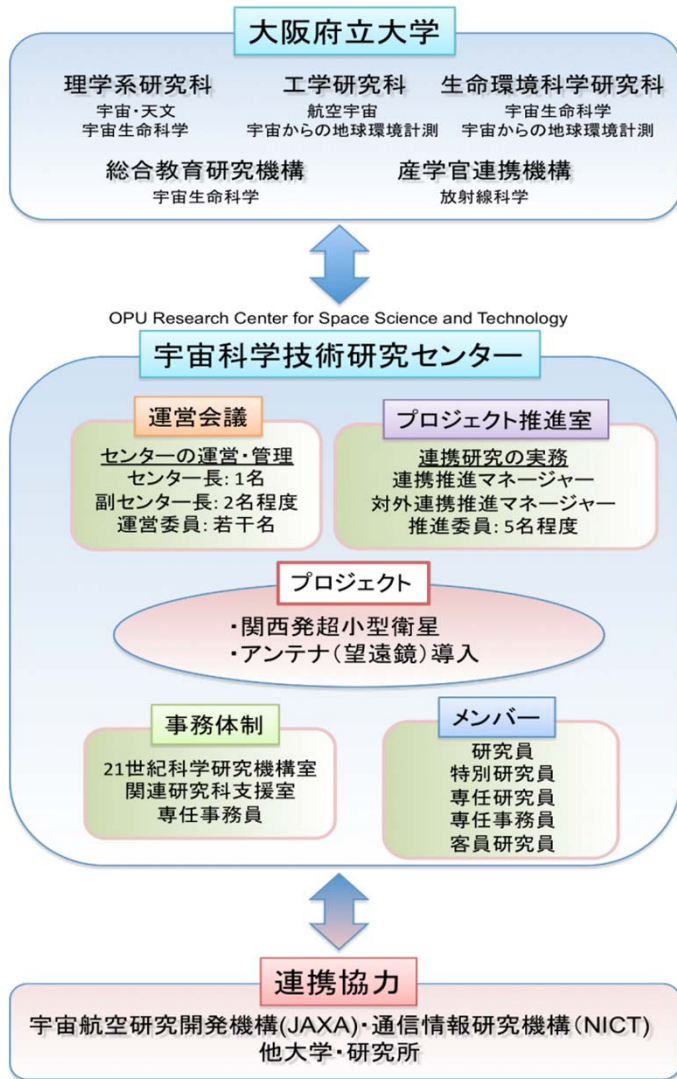 大阪府立大学
理学系研究科
宇宙・天文
宇宙生命科学
工学研究科
航空宇宙
宇宙からの地球環境計測
生命環境科学研究科
宇宙生命科学
宇宙からの地球環境計測
総合教育研究機構
宇宙生命科学
産学官連携機構
放射線科学
OPU Research Center for Space Science and Technology
宇宙科学技術研究センター
運営会議
センターの運営・管理
センター長: 1名
副センター長: 2名程度
運営委員: 若干名
プロジェクト推進室
連携研究の実務
連携推進マネージャー
対外連携推進マネージャー
推進委員: 5名程度
プロジェクト
・関西発超小型衛星
・アンテナ(望遠鏡)導入
事務体制
21世紀科学研究機構室
関連研究科支援室
専任事務員
メンバー
研究員
特別研究員
専任研究員
専任事務員
客員研究員
連携協力
宇宙航空研究開発機構(JAXA)・通信情報研究機構(NICT)
他大学・研究所